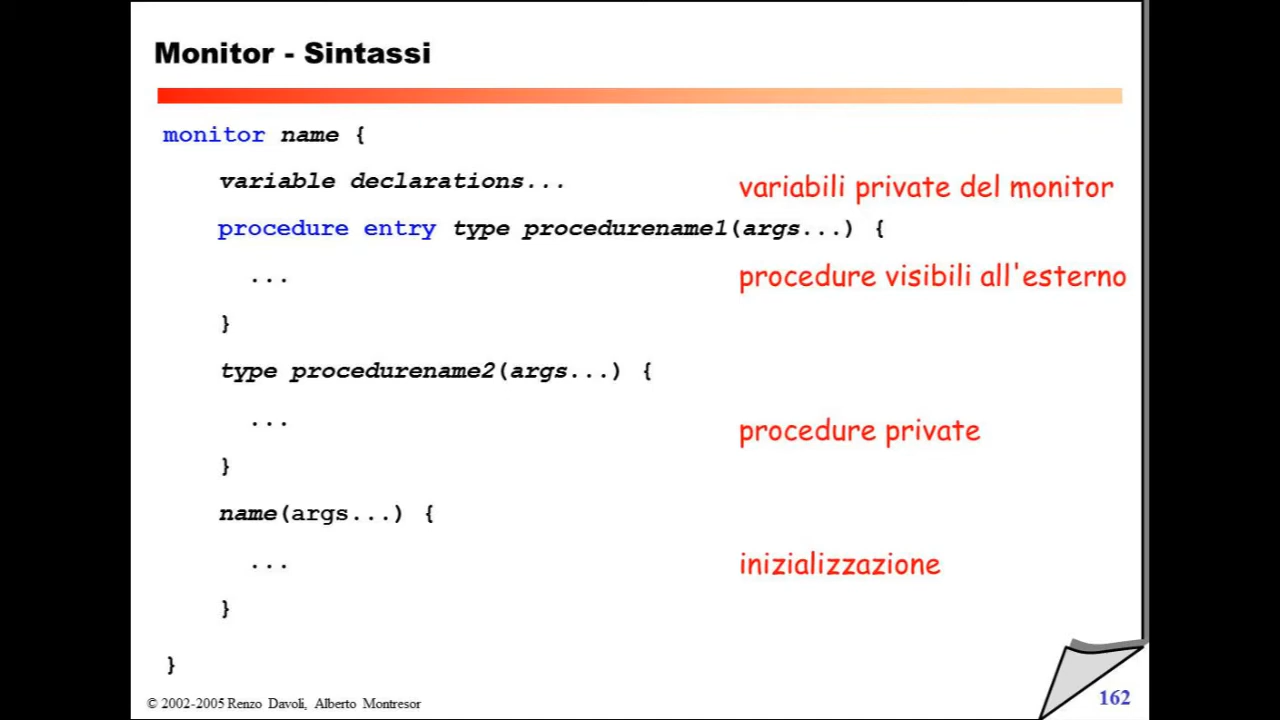 Monitor - Sintassi
monitor name {
variable declarations...
variabili private del monitor
procedure entry type procedurename1(args...) {
...
procedure visibili all'esterno
}
type procedurename2(args...) {
...
procedure private
}
name(args...) {
...
inizializzazione
}
}
© 2002-2005 Renzo Davoli, Alberto Montresor
162